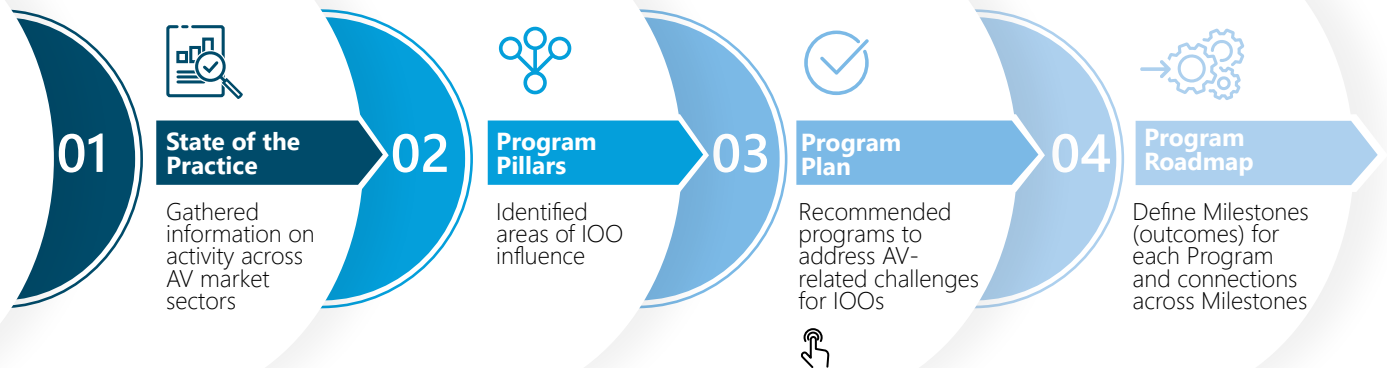 01
State of the
Practice
Gathered
information on
activity across
AV market
sectors
02
Program
Pillars
Identified
areas of IOO
influence
03
Program
Plan
Recommended
programs to
address AV-
related challenges
for IOOs
04
Program
Roadmap
Define Milestones
(outcomes) for
each Program
and connections
across Milestones